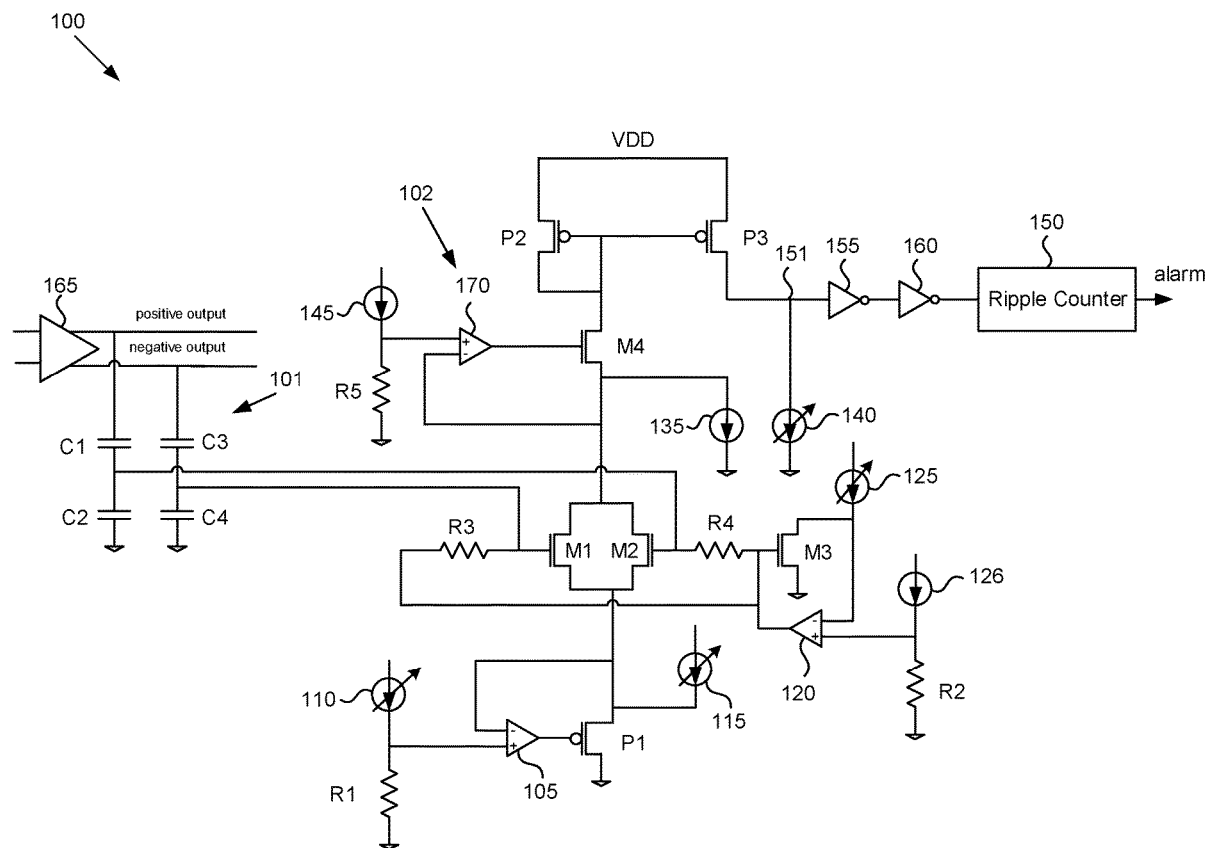 100
VDD
102
P2
P3
150
151
155
160
alarm
Ripple Counter
165
170
positive output
145
negative output
M4
R5
101
135
140
C1
C3
125
C2
C4
R3
M1
M2
R4
M3
126
120
R2
110
115
P1
105
R1
+
-
-
+
-
+